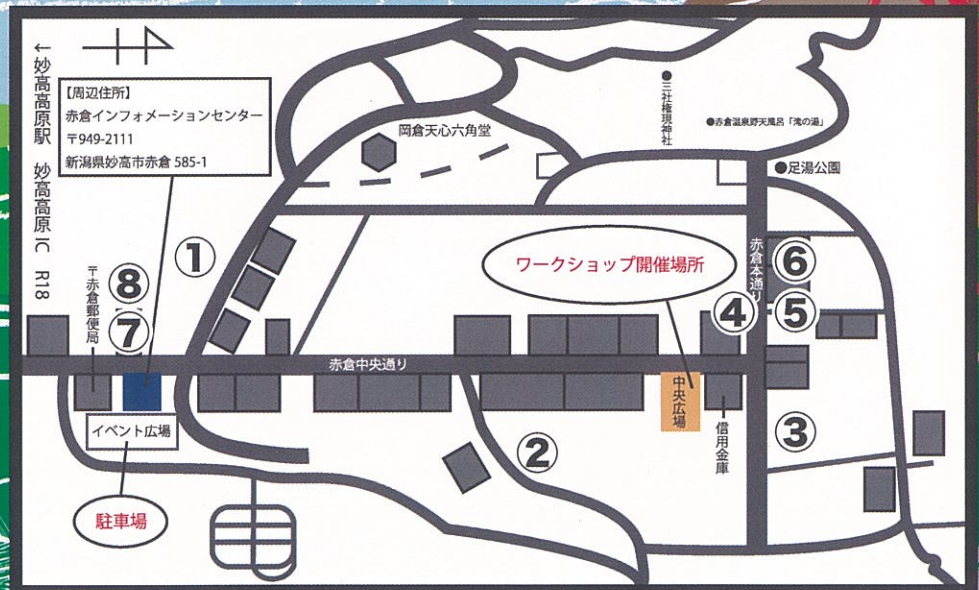 ↓妙高高原駅 妙高高原IC R18
【周辺住所】
赤倉インフォメーションセンター
〒949-2111
新潟県妙高市赤倉 585-1
岡倉天心六角堂
●三社権現神社
●赤倉温泉野天風呂「滝の湯」
●足湯公園
①
ワークショップ開催場所
赤倉本通り
⑥
⑧
〒赤倉郵便局
⑦
④
⑤
赤倉中央通り
中央広場
イベント広場
信用金庫
③
②
駐車場